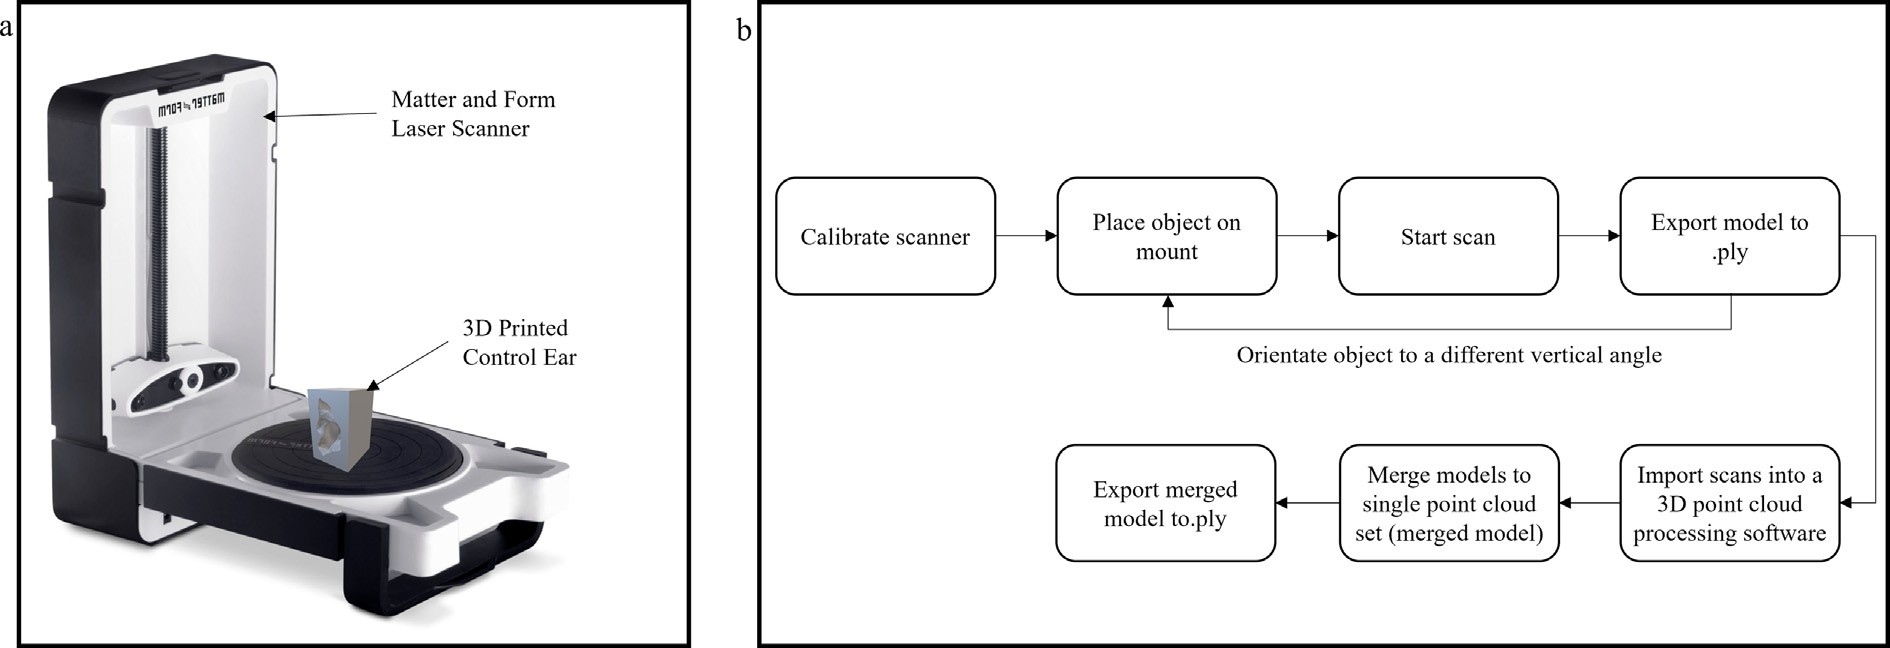 a
Matter and Form
Laser Scanner
3D Printed
Control Ear
b
Calibrate scanner
Place object on
mount
Start scan
Export model to
.ply
Orientate object to a different vertical angle
Import scans into a
3D point cloud
processing software
Merge models to
single point cloud
set (merged model)
Export merged
model to.ply